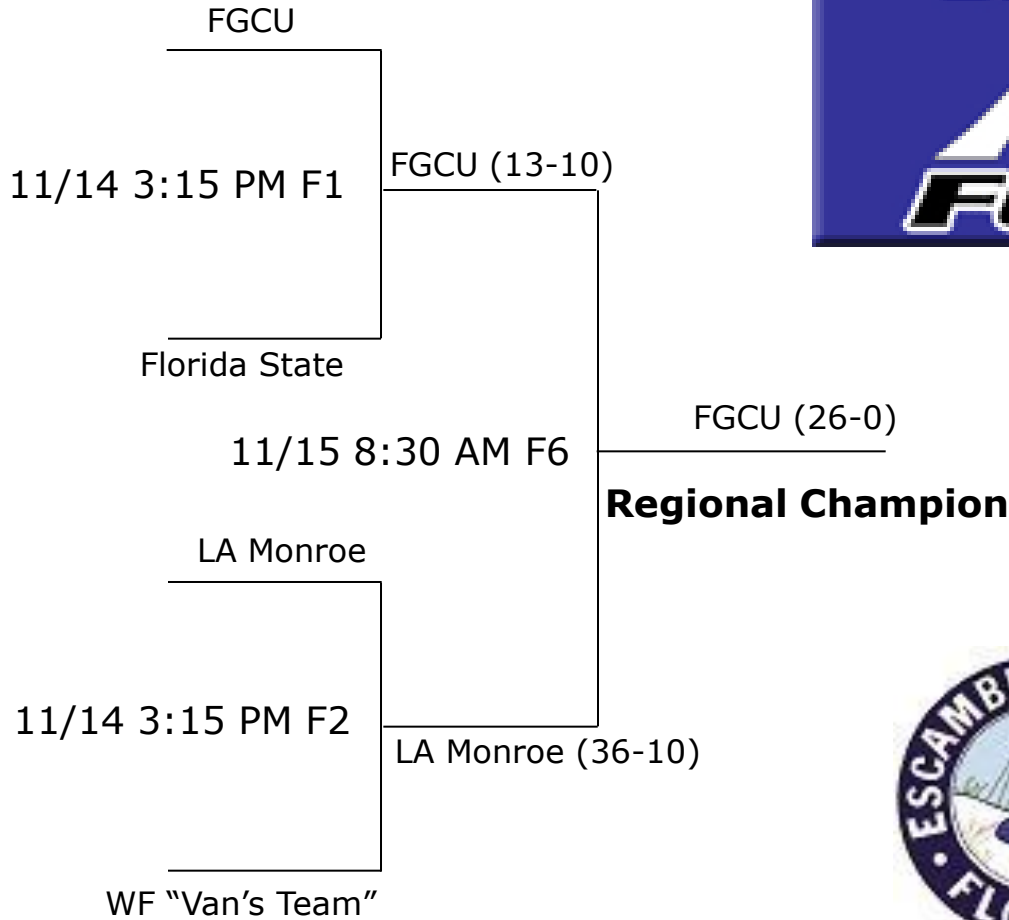 FGCU
11/14 3:15 PM F1
FGCU (13-10)
Florida State
FGCU (26-0)
11/15 8:30 AM F6
Regional Champion
LA Monroe
11/14 3:15 PM F2
LA Monroe (36-10)
WF “Van’s Team”